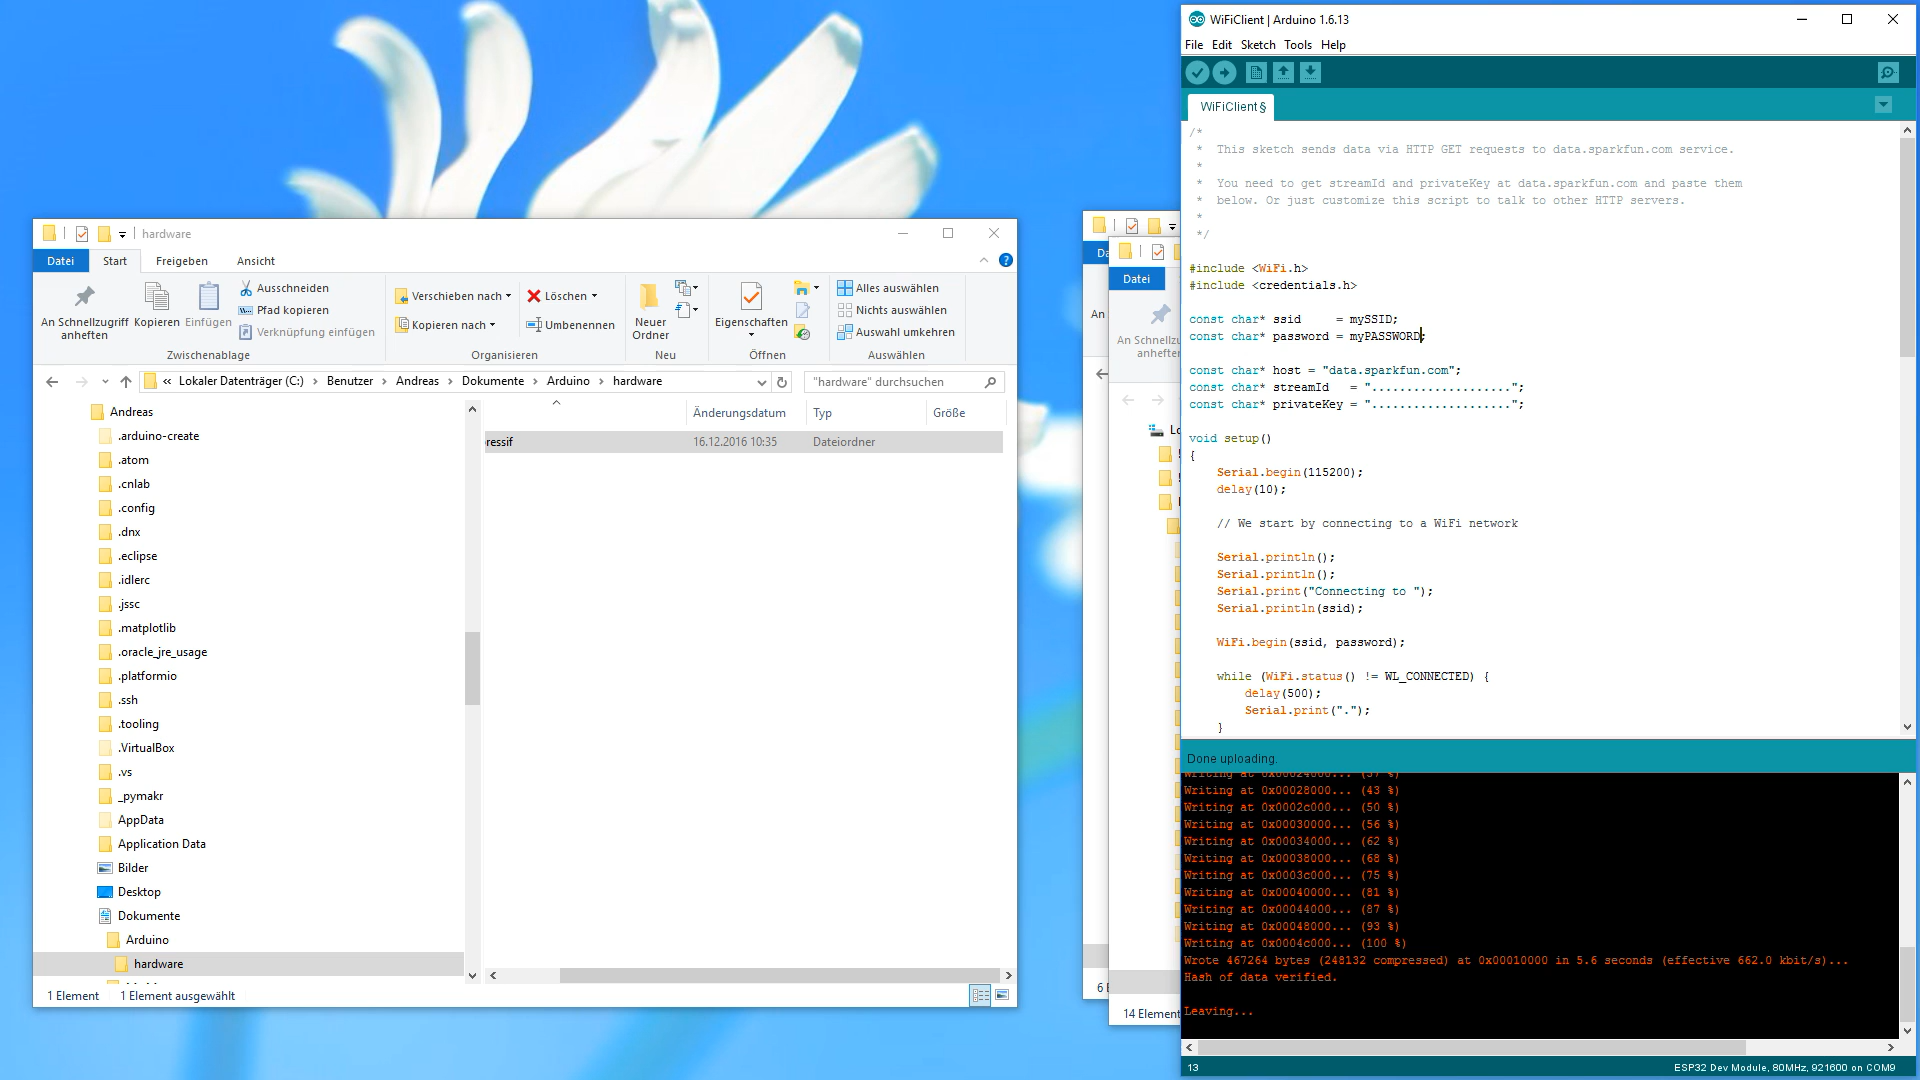 hardware
Datei
Start
Freigeben
Ansicht
An Schnellzugriff anheften
Kopieren
Einfügen
Ausschneiden
Pfad kopieren
Verknüpfung einfügen
Zwischenablage
Verschieben nach
Kopieren nach
Löschen
Umbenennen
Organisieren
Neuer Ordner
Neu
Eigenschaften
Öffnen
Alles auswählen
Nichts auswählen
Auswahl umkehren
Auswählen
« Lokaler Datenträger (C:) > Benutzer > Andreas > Dokumente > Arduino > hardware
"hardware" durchsuchen
Andreas
.arduino-create
.atom
.cnlab
.config
.dnx
.eclipse
.idlerc
.jssc
.matplotlib
.oracle_jre_usage
.platformio
.ssh
.tooling
.VirtualBox
.vs
_pymakr
AppData
Application Data
Bilder
Desktop
Dokumente
Arduino
hardware
Änderungsdatum
Typ
Größe
ressif
16.12.2016 10:35
Dateiordner
1 Element
1 Element ausgewählt
Da
An
6
Datei
An Schnellzugriff
anheften
14 Element
WiFiClient | Arduino 1.6.13
File Edit Sketch Tools Help
WiFiClient §
/*
 *  This sketch sends data via HTTP GET requests to data.sparkfun.com service.
 *
 *  You need to get streamId and privateKey at data.sparkfun.com and paste them
 *  below. Or just customize this script to talk to other HTTP servers.
 *
 */
#include <WiFi.h>
#include <credentials.h>
const char* ssid     = mySSID;
const char* password = myPASSWORD;
const char* host = "data.sparkfun.com";
const char* streamId   = "....................";
const char* privateKey = "....................";
void setup()
{
    Serial.begin(115200);
    delay(10);
    // We start by connecting to a WiFi network
    Serial.println();
    Serial.println();
    Serial.print("Connecting to ");
    Serial.println(ssid);
    WiFi.begin(ssid, password);
    while (WiFi.status() != WL_CONNECTED) {
        delay(500);
        Serial.print(".");
    }
Done uploading.
Writing at 0x00024000... (37 %)
Writing at 0x00028000... (43 %)
Writing at 0x0002c000... (50 %)
Writing at 0x00030000... (56 %)
Writing at 0x00034000... (62 %)
Writing at 0x00038000... (68 %)
Writing at 0x0003c000... (75 %)
Writing at 0x00040000... (81 %)
Writing at 0x00044000... (87 %)
Writing at 0x00048000... (93 %)
Writing at 0x0004c000... (100 %)
Wrote 467264 bytes (248132 compressed) at 0x00010000 in 5.6 seconds (effective 662.0 kbit/s)...
Hash of data verified.
Leaving...
13
ESP32 Dev Module, 80MHz, 921600 on COM9